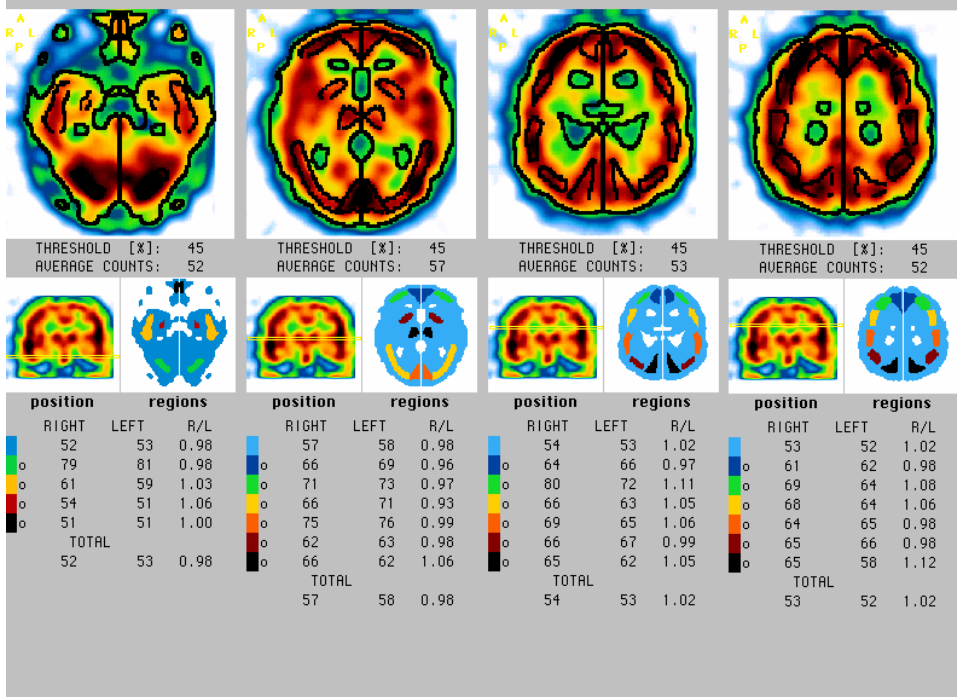 A
R L
P
THRESHOLD [%]: 45
AVERAGE COUNTS: 52
position regions
RIGHT LEFT R/L
52 53 0.98
o 79 81 0.98
o 61 59 1.03
o 54 51 1.06
o 51 51 1.00
TOTAL
52 53 0.98
A
R L
P
THRESHOLD [%]: 45
AVERAGE COUNTS: 57
position regions
RIGHT LEFT R/L
57 58 0.98
o 66 69 0.96
o 71 73 0.97
o 66 71 0.93
o 75 76 0.99
o 62 63 0.98
o 66 62 1.06
TOTAL
57 58 0.98
A
R L
P
THRESHOLD [%]: 45
AVERAGE COUNTS: 53
position regions
RIGHT LEFT R/L
54 53 1.02
o 64 66 0.97
o 80 72 1.11
o 66 63 1.05
o 69 65 1.06
o 66 67 0.99
o 65 62 1.05
TOTAL
54 53 1.02
A
R L
P
THRESHOLD [%]: 45
AVERAGE COUNTS: 52
position regions
RIGHT LEFT R/L
53 52 1.02
o 61 62 0.98
o 69 64 1.08
o 68 64 1.06
o 64 65 0.98
o 65 66 0.98
o 65 58 1.12
TOTAL
53 52 1.02